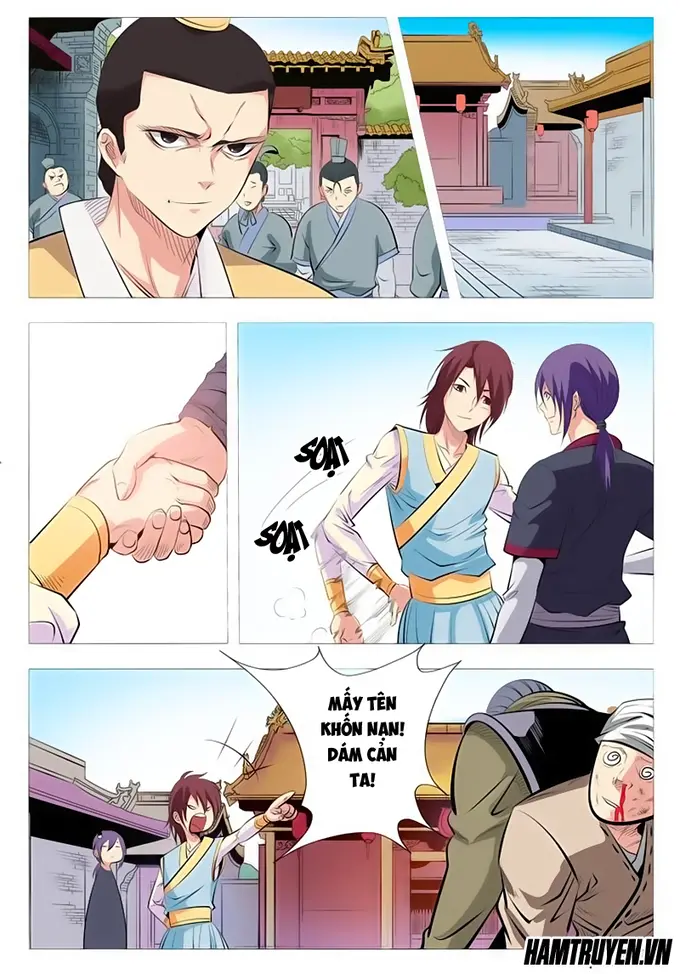 SOẠT
SOẠT
MẤY TÊN
KHỐN NẠN!
DÁM CẢN
TA!
HAMTRUYEN.VN